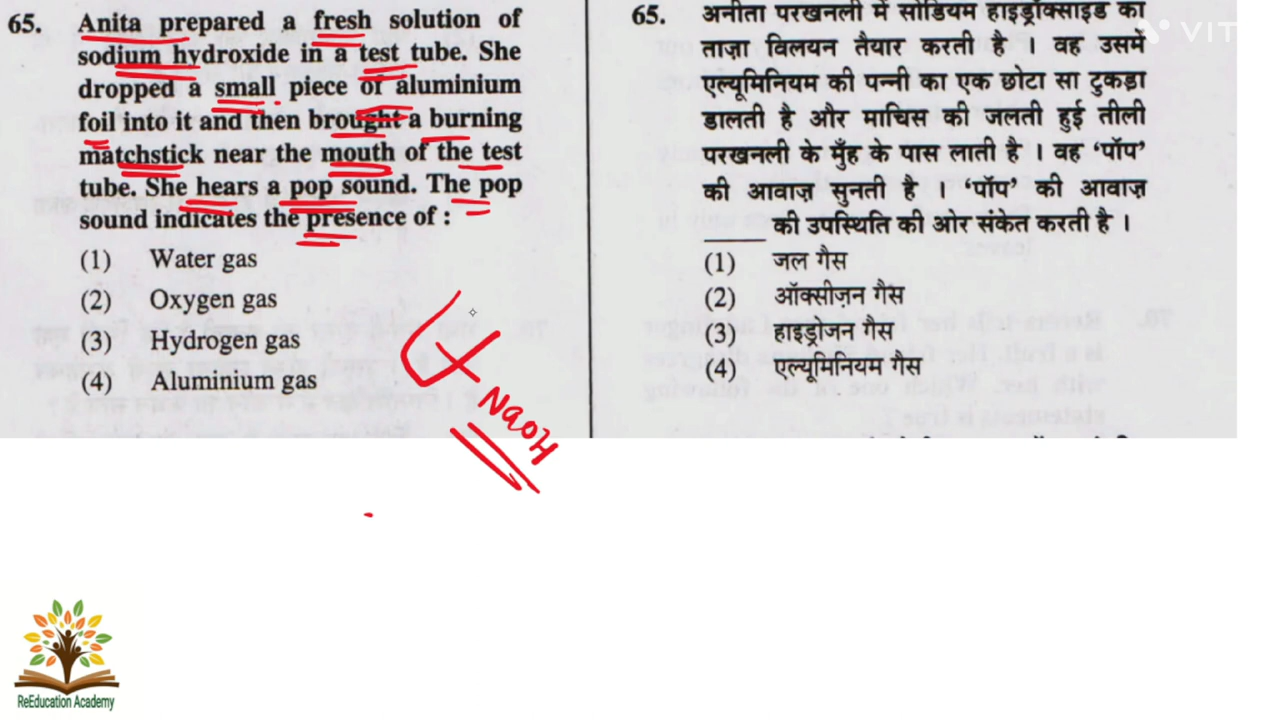 65. Anita prepared a fresh solution of
sodium hydroxide in a test tube. She
dropped a small piece of aluminium
foil into it and then brought a burning
matchstick near the mouth of the test
tube. She hears a pop sound. The pop
sound indicates the presence of :
(1) Water gas
(2) Oxygen gas
(3) Hydrogen gas
(4) Aluminium gas
NaOH
65. अनीता परखनली में सोडियम हाइड्रॉक्साइड का
ताज़ा विलयन तैयार करती है । वह उसमें
एल्यूमिनियम की पन्नी का एक छोटा सा टुकड़ा
डालती है और माचिस की जलती हुई तीली
परखनली के मुँह के पास लाती है । वह ‘पॉप’
की आवाज़ सुनती है । ‘पॉप’ की आवाज़
_____ की उपस्थिति की ओर संकेत करती है ।
(1) जल गैस
(2) ऑक्सीज़न गैस
(3) हाइड्रोजन गैस
(4) एल्यूमिनियम गैस
VIT
ReEducation Academy